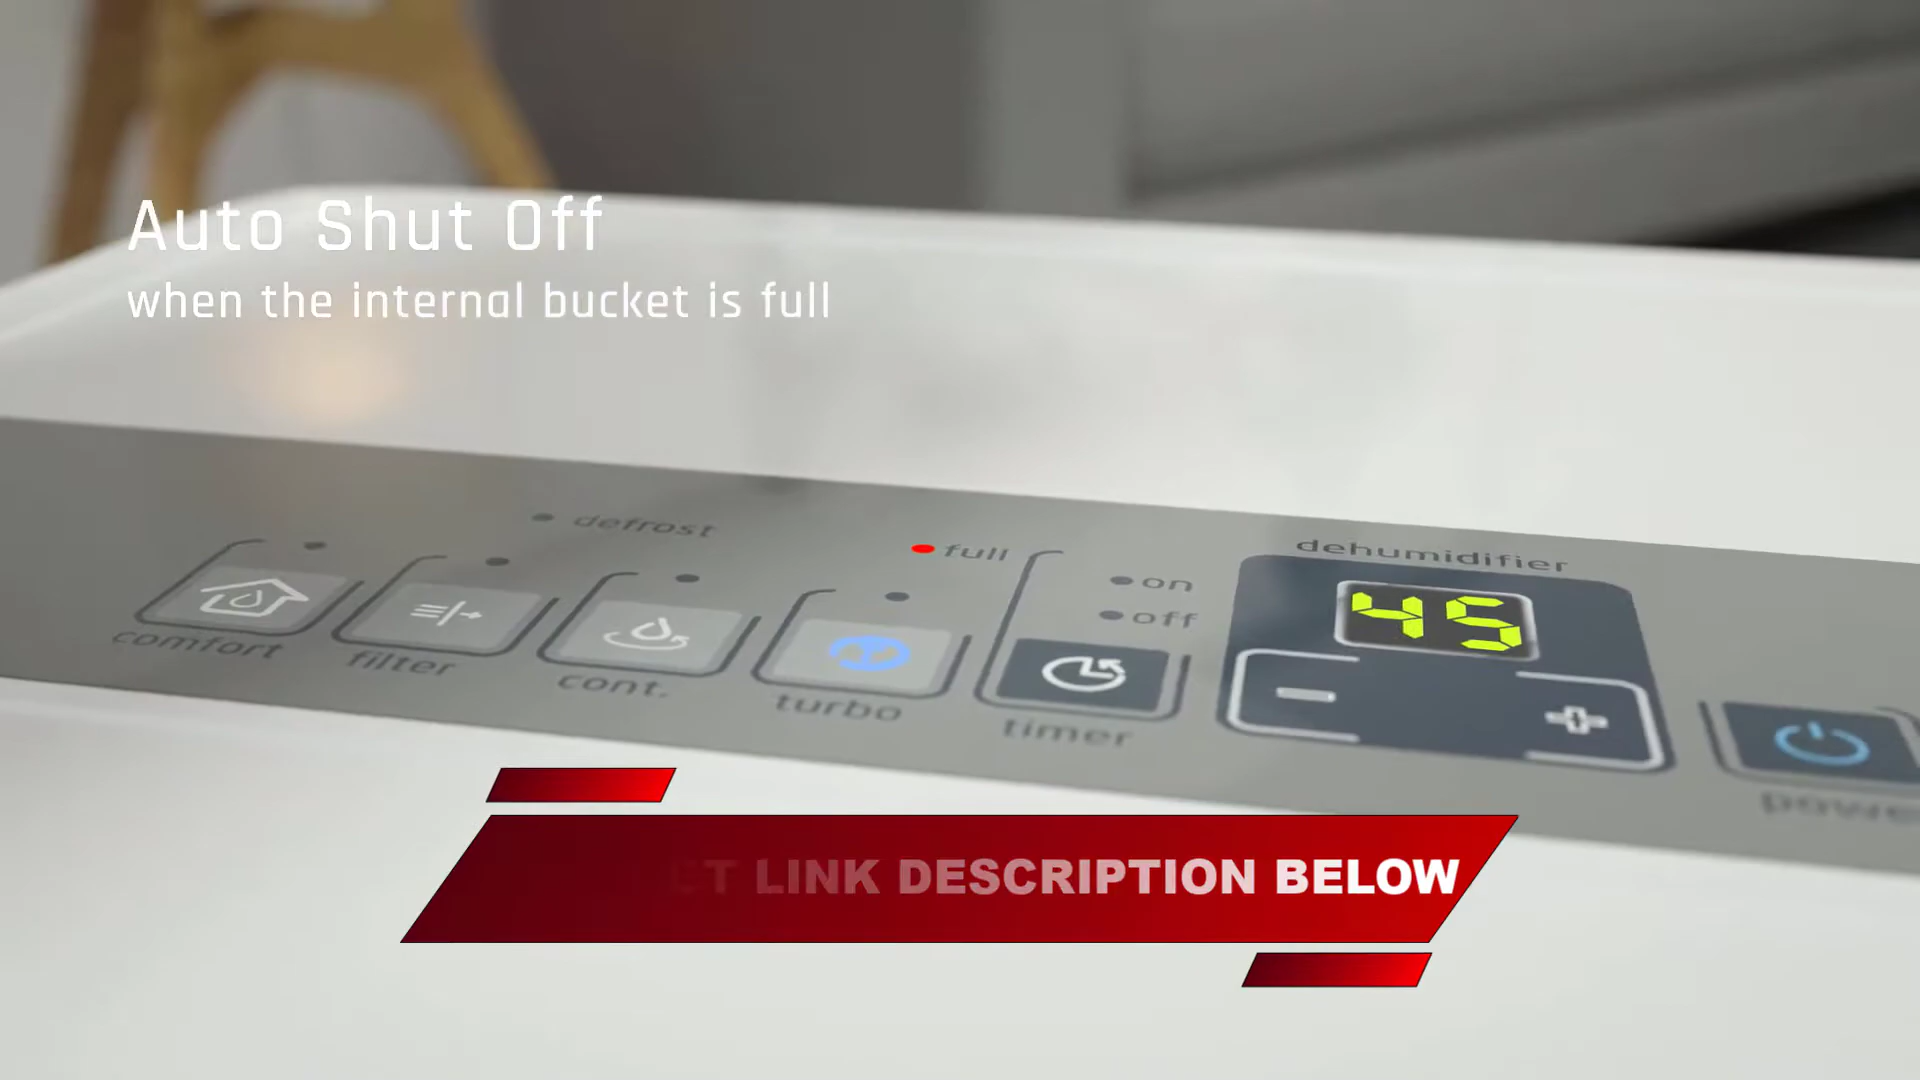 Auto Shut Off
when the internal bucket is full
defrost
full
on
off
dehumidifier
45
comfort
filter
cont.
turbo
timer
LINK DESCRIPTION BELOW